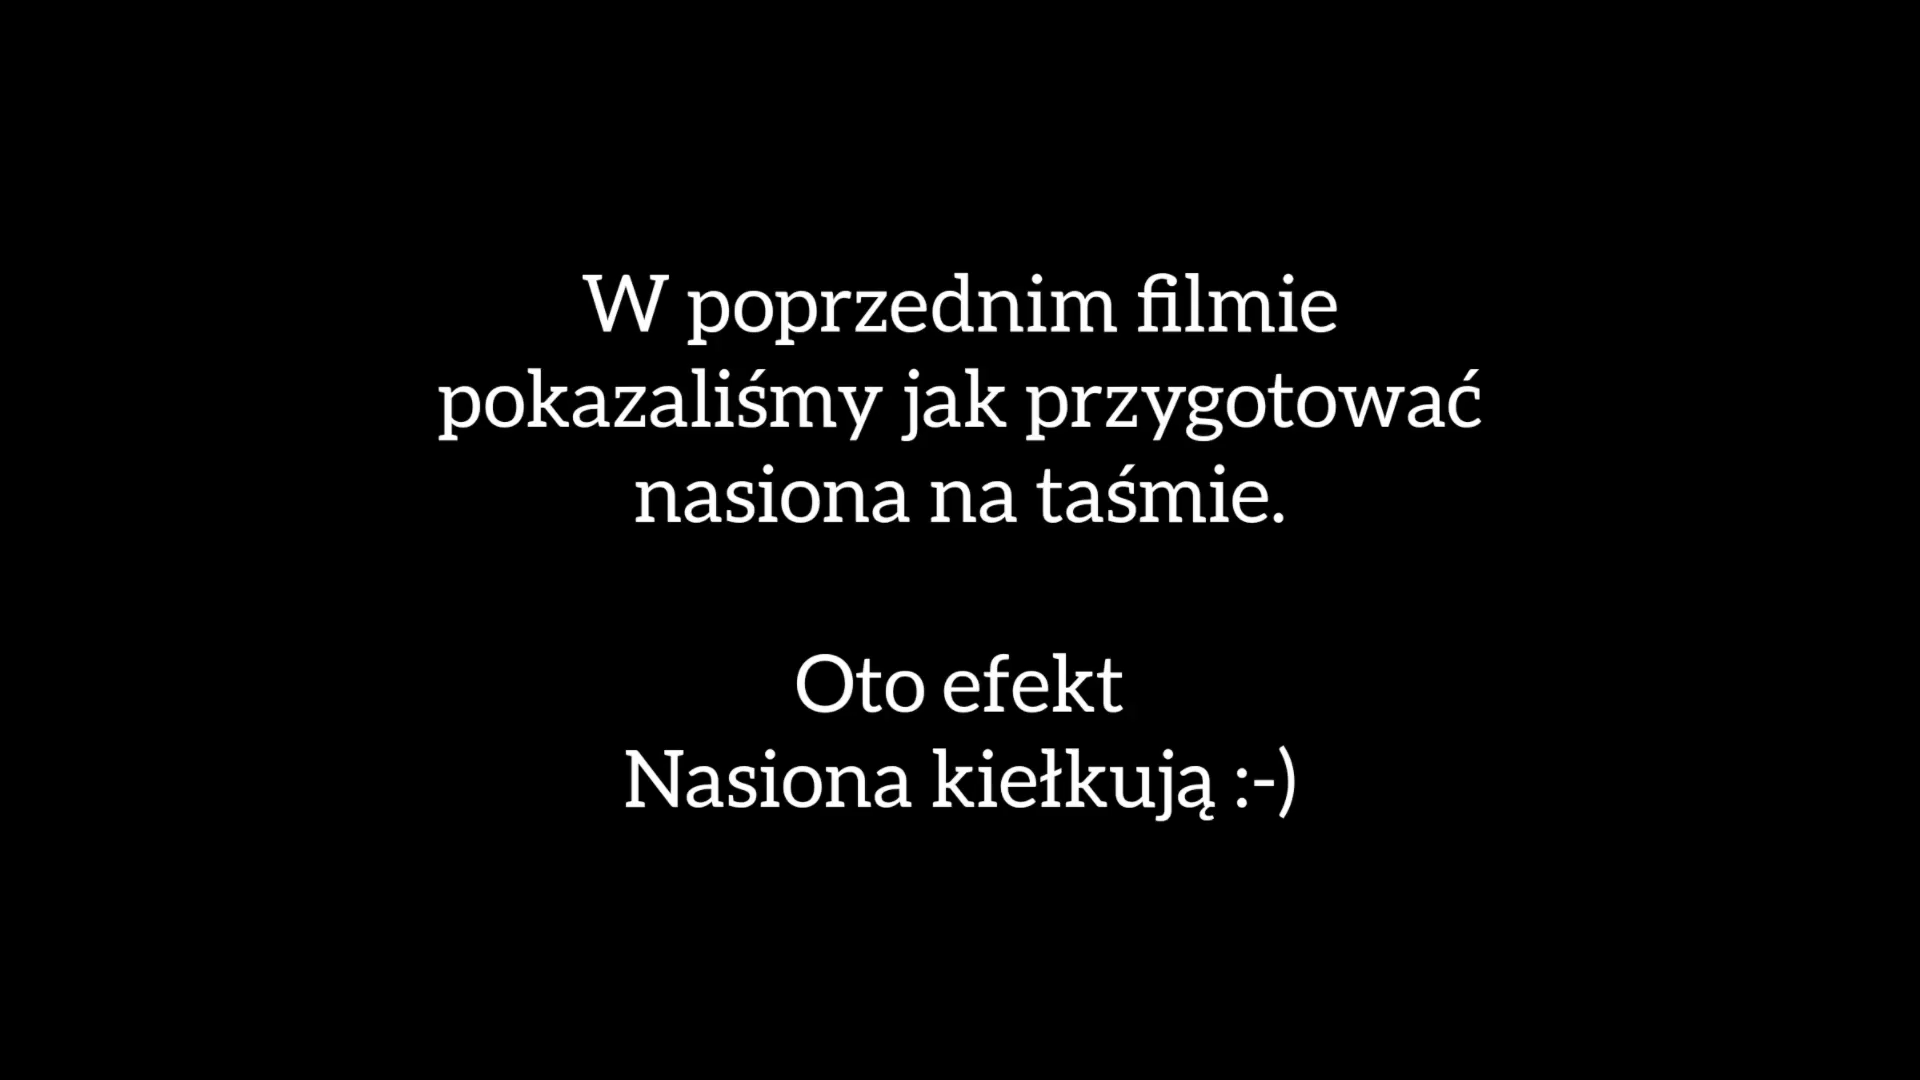 W poprzednim filmie
pokazaliśmy jak przygotować
nasiona na taśmie.
Oto efekt
Nasiona kiełkują :-)